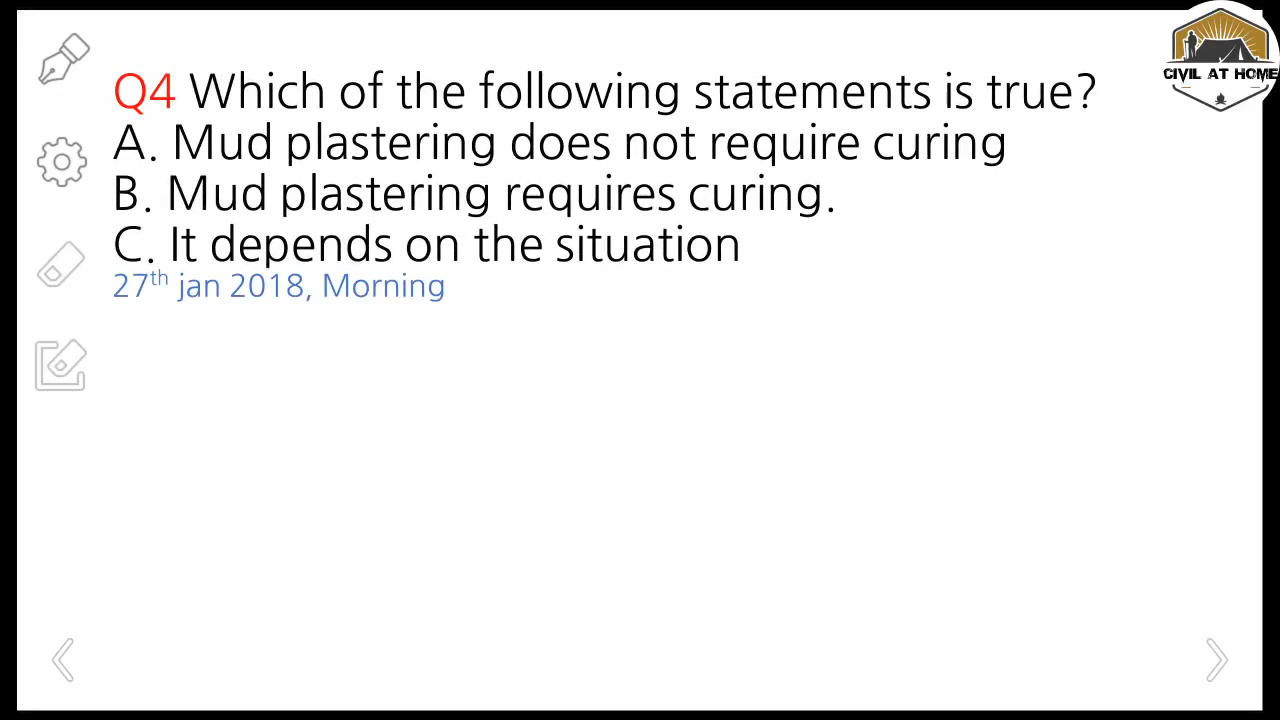 CIVIL AT HOME
Q4 Which of the following statements is true?
A. Mud plastering does not require curing
B. Mud plastering requires curing.
C. It depends on the situation
27th jan 2018, Morning